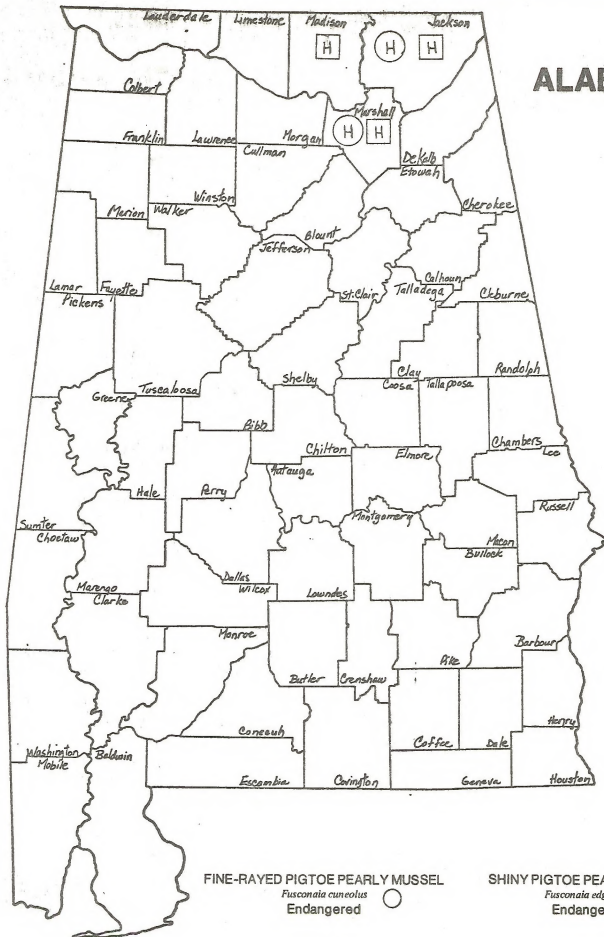 Lauderdale Limestone Madison Jackson
H H H
ALA
Colbert Marshall
H H
Franklin Lawrence Morgan
Cullman DeKalb
Etowah
Winston Cherokee
Marion Walker
Blount
Jefferson
Calhoun
Lamar Fayette St. Clair Talladega
Pickens Cleburne
Clay Randolph
Shelby Coosa Tallapoosa
Greene Tuscaloosa
Bibb
Chilton Elmore Chambers
Lee
Autauga
Hale Perry
Montgomery Russell
Sumter
Choctaw Macon
Bullock
Dallas
Marengo Wilcox Lowndes
Clarke
Monroe Barbour
Butler Crenshaw Pike
Henry
Conecuh
Washington Baldwin Coffee Dale
Mobile
Escambia Covington Geneva Houston
FINE-RAYED PIGTOE PEARLY MUSSEL SHINY PIGTOE PEA
Fusconaia cuneolus Fusconaia edg
Endangered Endange